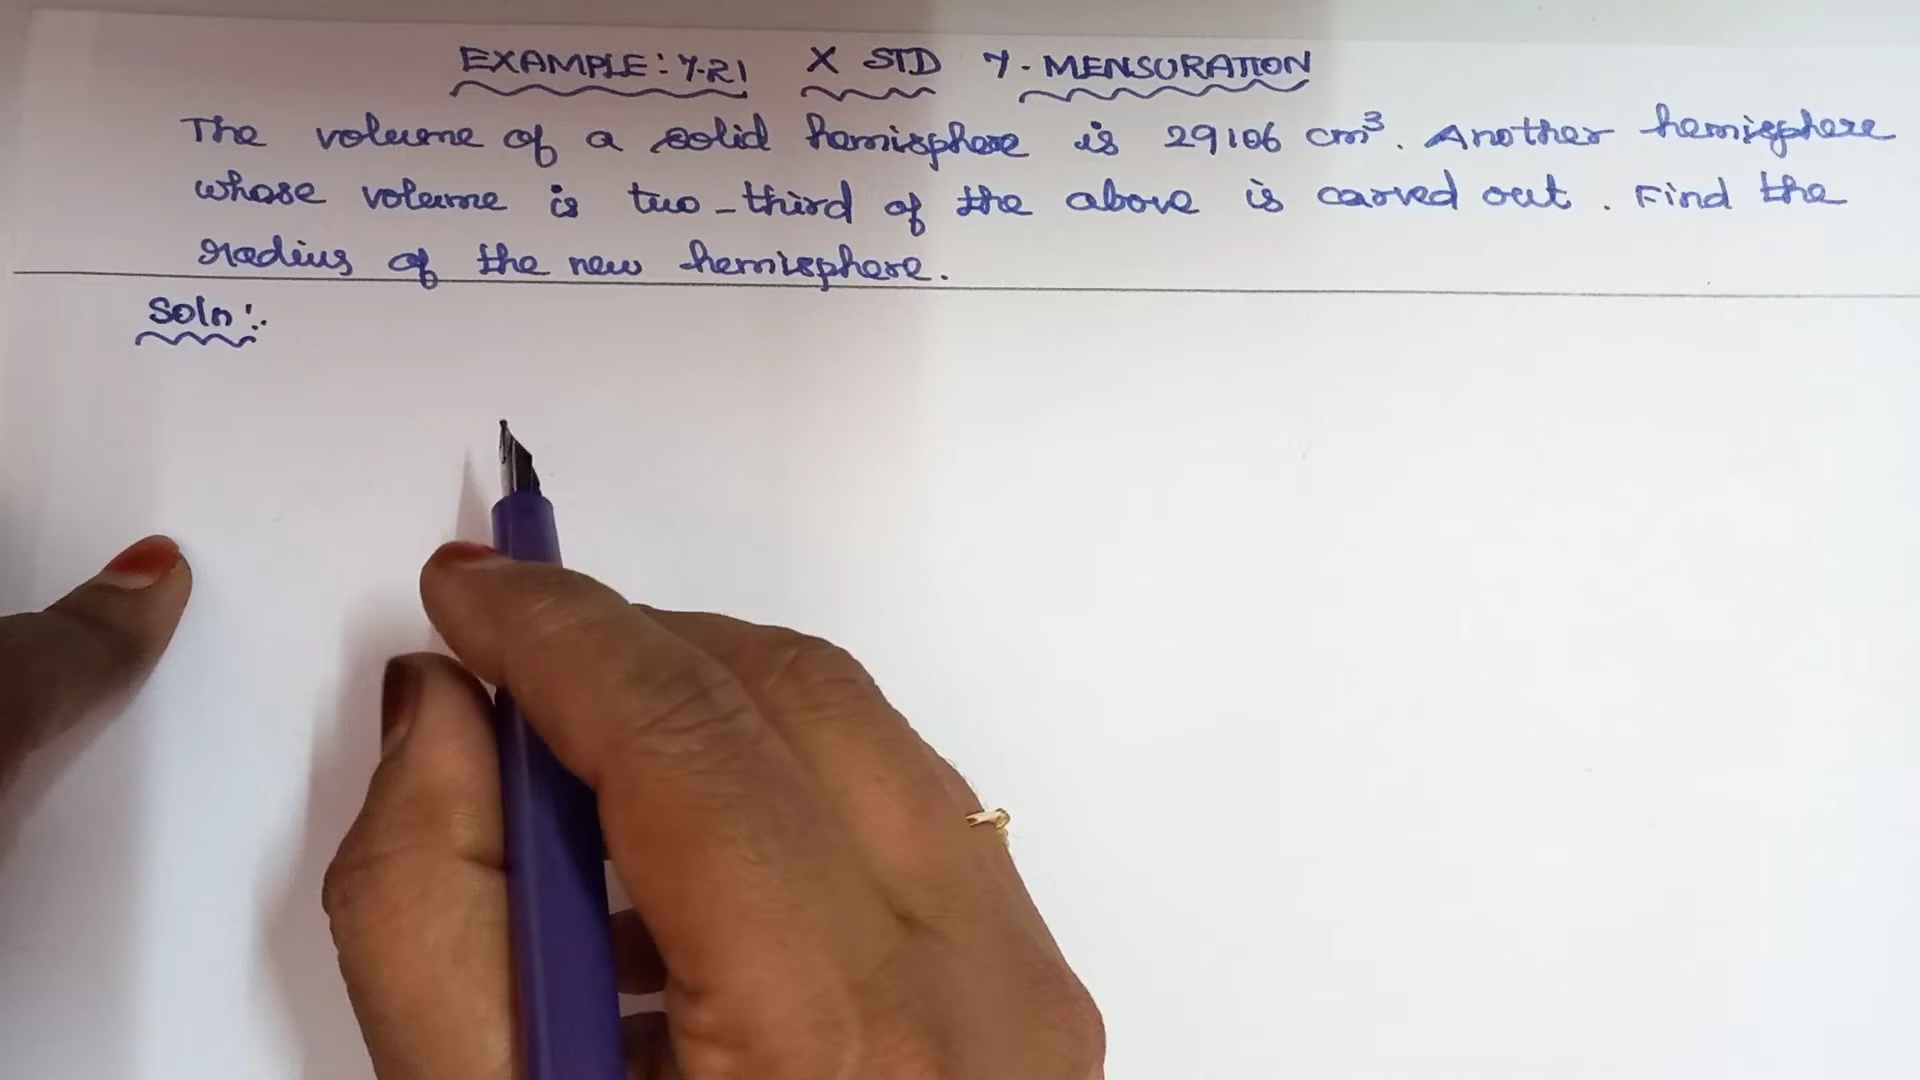 EXAMPLE: 7.21 X STD 7. MENSURATION
The volume of a solid hemisphere is 29106 cm³. Another hemisphere
whose volume is two-third of the above is carved out. Find the
radius of the new hemisphere.
Soln: